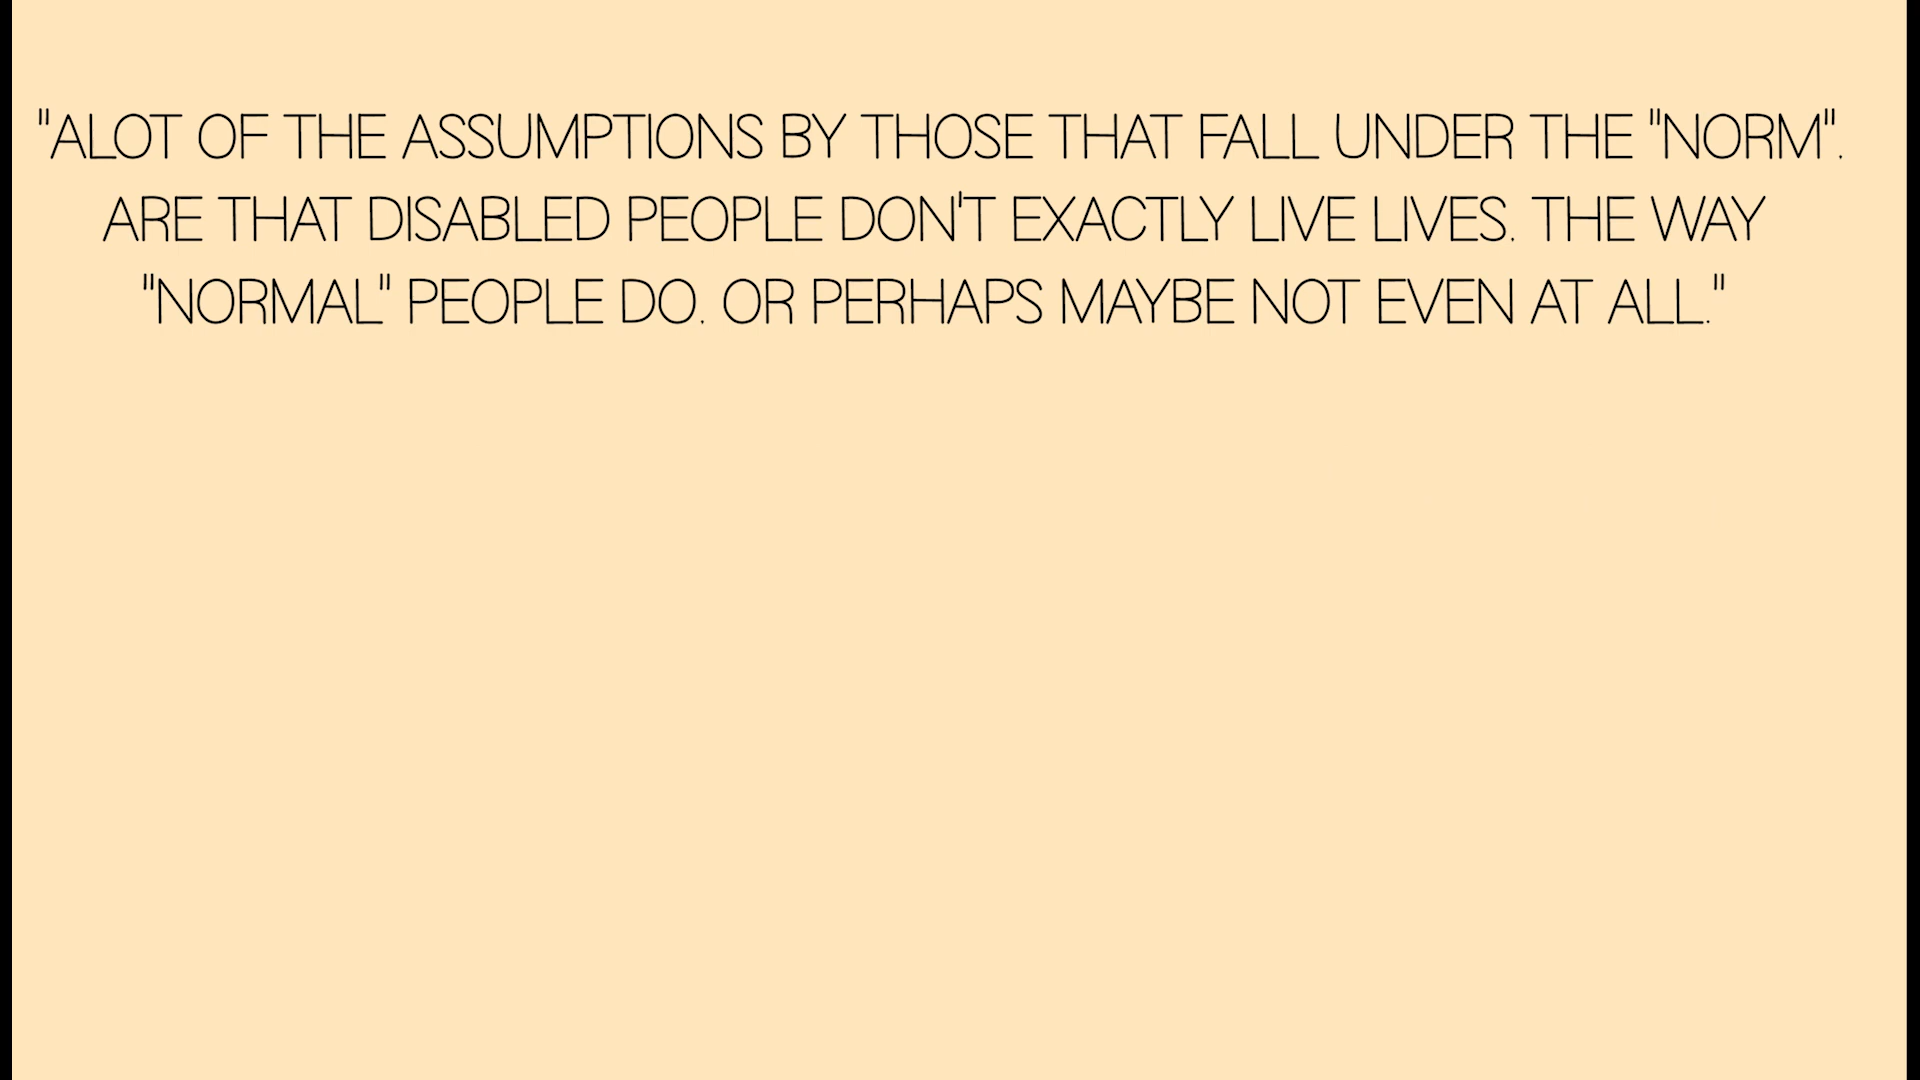 "ALOT OF THE ASSUMPTIONS BY THOSE THAT FALL UNDER THE "NORM".
ARE THAT DISABLED PEOPLE DON'T EXACTLY LIVE LIVES. THE WAY
"NORMAL" PEOPLE DO. OR PERHAPS MAYBE NOT EVEN AT ALL."